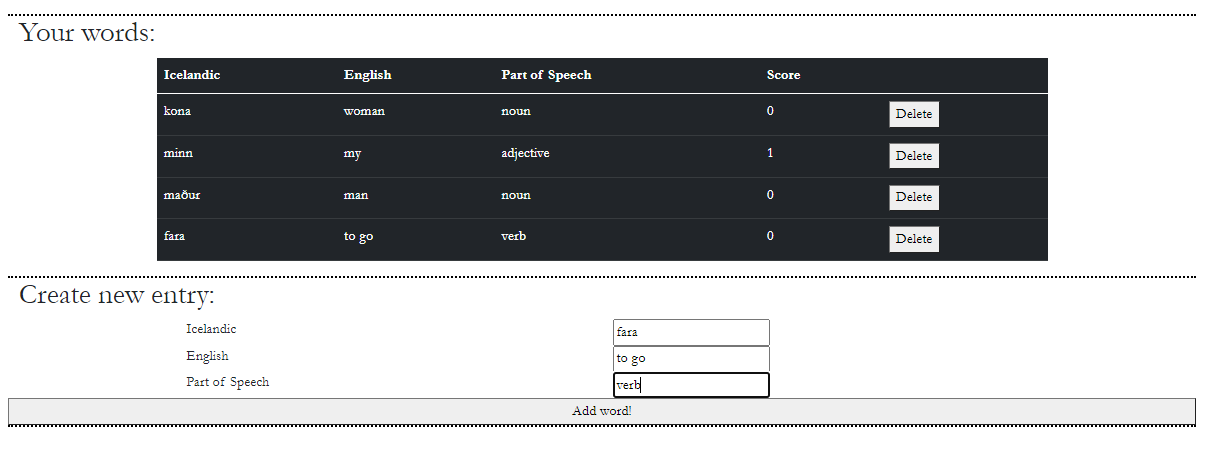 Your words:
Icelandic English Part of Speech Score
kona woman noun 0 Delete
minn my adjective 1 Delete
maður man noun 0 Delete
fara to go verb 0 Delete
Create new entry:
Icelandic fara
English to go
Part of Speech verb
Add word!